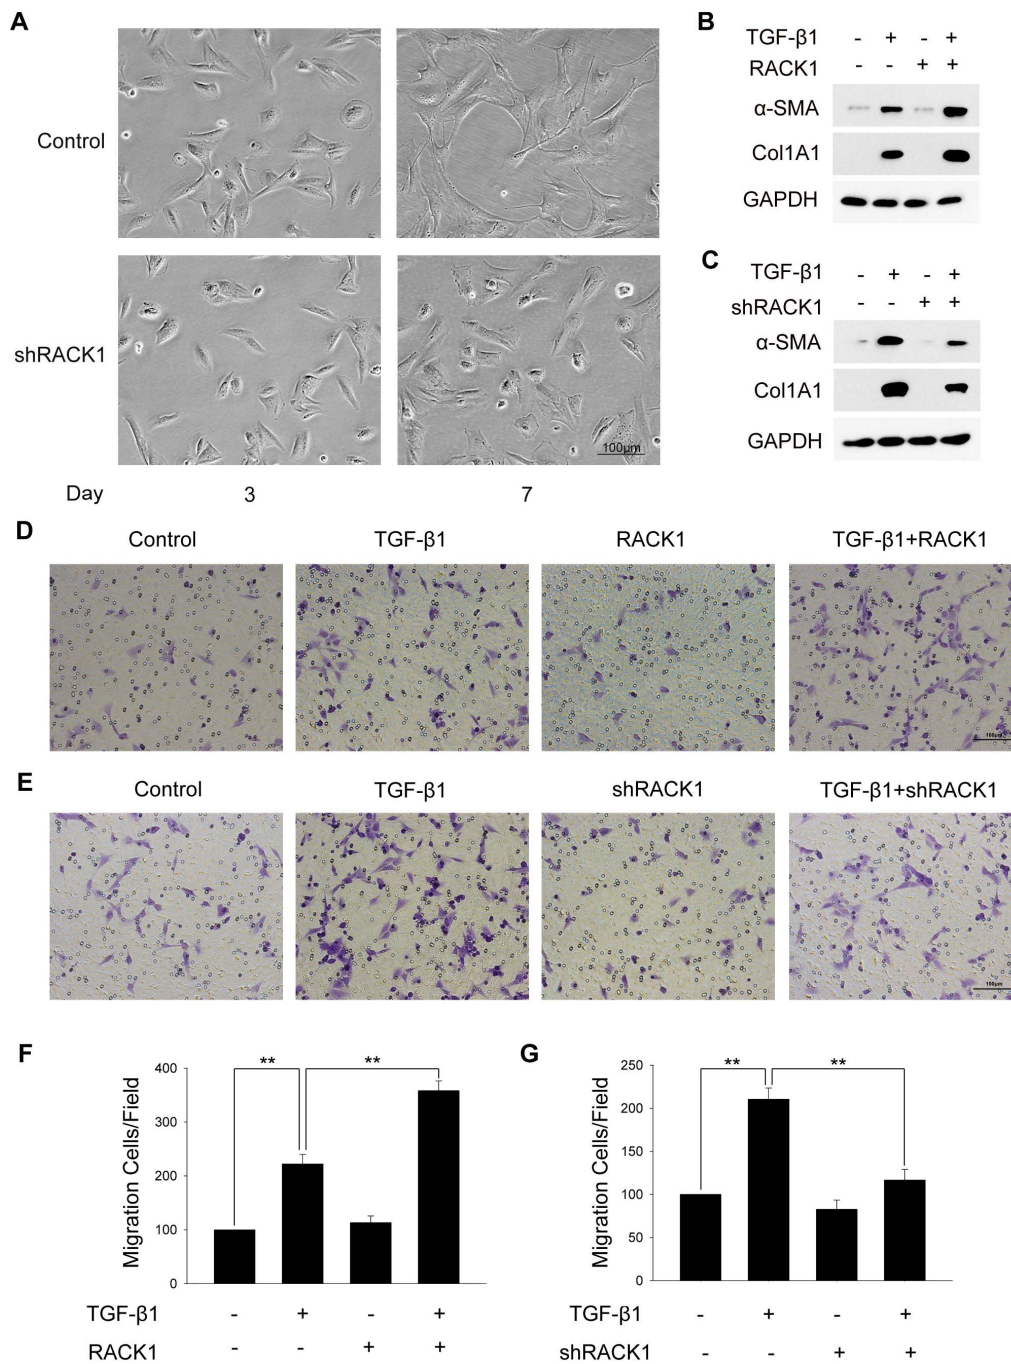 A
Control
shRACK1
100μm
Day 3 7
B
TGF-β1 - + - +
RACK1 - - + +
α-SMA
Col1A1
GAPDH
C
TGF-β1 - + - +
shRACK1 - - + +
α-SMA
Col1A1
GAPDH
D
Control TGF-β1 RACK1 TGF-β1+RACK1
100μm
E
Control TGF-β1 shRACK1 TGF-β1+shRACK1
100μm
F
** **
Migration Cells/Field
400
300
200
100
0
TGF-β1 - + - +
RACK1 - - + +
G
** **
Migration Cells/Field
250
200
150
100
50
0
TGF-β1 - + - +
shRACK1 - - + +